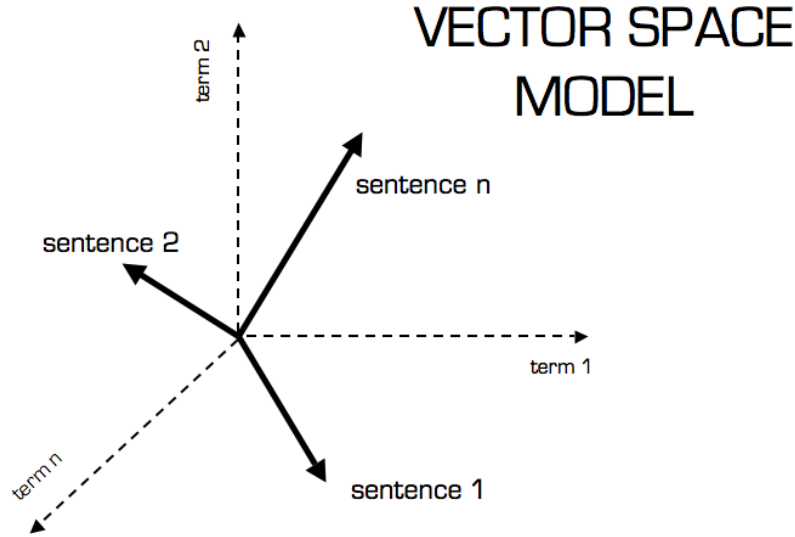 VECTOR SPACE
MODEL
term 2
sentence n
sentence 2
term 1
term n
sentence 1